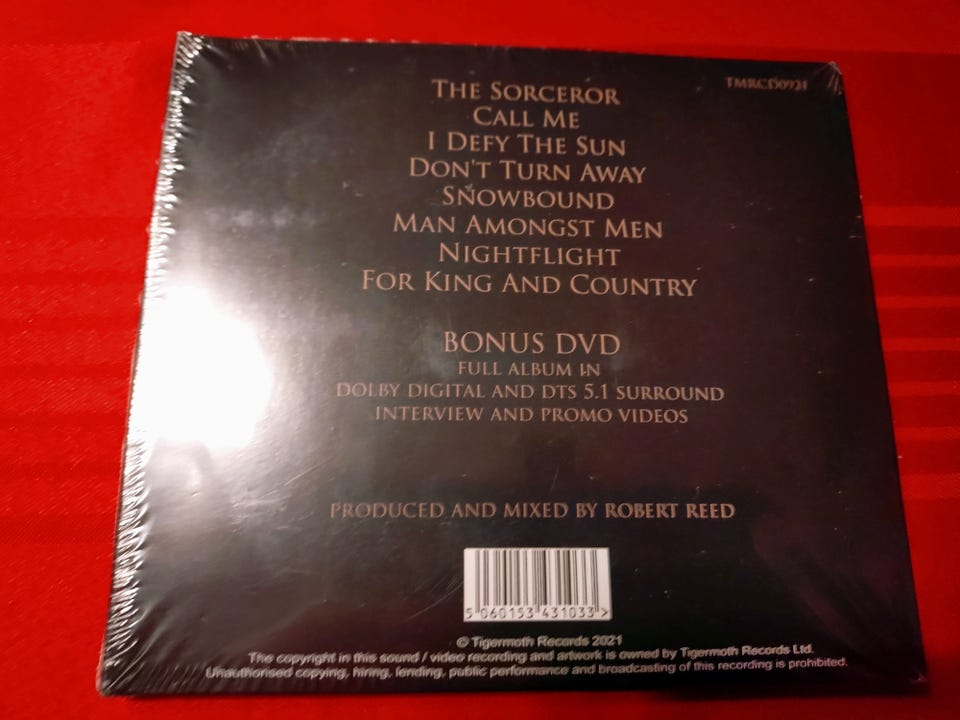 TMRCD0921
THE SORCEROR
CALL ME
I DEFY THE SUN
DON'T TURN AWAY
SNOWBOUND
MAN AMONGST MEN
NIGHTFLIGHT
FOR KING AND COUNTRY
BONUS DVD
FULL ALBUM IN
DOLBY DIGITAL AND DTS 5.1 SURROUND
INTERVIEW AND PROMO VIDEOS
PRODUCED AND MIXED BY ROBERT REED
5 060153 431033 >
© Tigermoth Records 2021
The copyright in this sound / video recording and artwork is owned by Tigermoth Records Ltd.
Unauthorised copying, hiring, lending, public performance and broadcasting of this recording is prohibited.